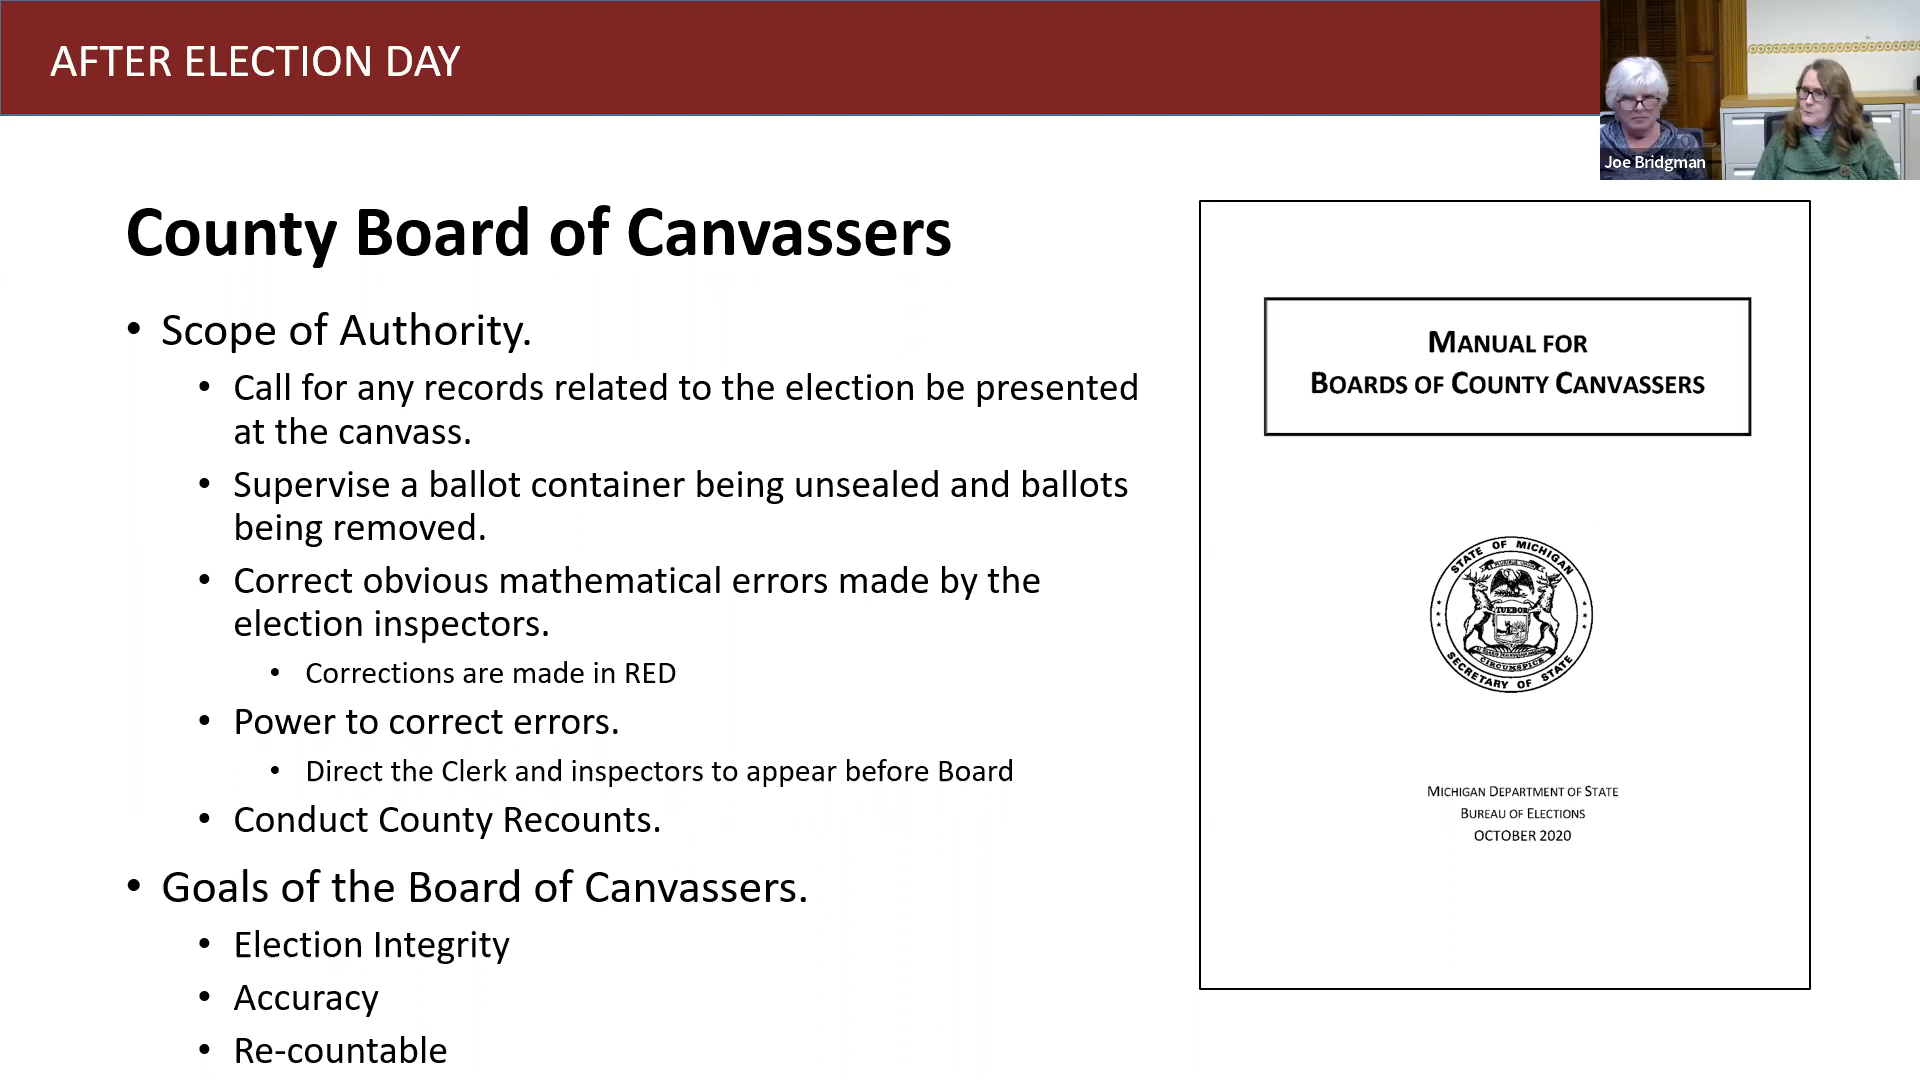 AFTER ELECTION DAY
Joe Bridgman
County Board of Canvassers
• Scope of Authority.
• Call for any records related to the election be presented
at the canvass.
• Supervise a ballot container being unsealed and ballots
being removed.
• Correct obvious mathematical errors made by the
election inspectors.
• Corrections are made in RED
• Power to correct errors.
• Direct the Clerk and inspectors to appear before Board
• Conduct County Recounts.
• Goals of the Board of Canvassers.
• Election Integrity
• Accuracy
• Re-countable
MANUAL FOR
BOARDS OF COUNTY CANVASSERS
STATE OF MICHIGAN
TUEBOR
CIRCUMSPICE
SECRETARY OF STATE
MICHIGAN DEPARTMENT OF STATE
BUREAU OF ELECTIONS
OCTOBER 2020